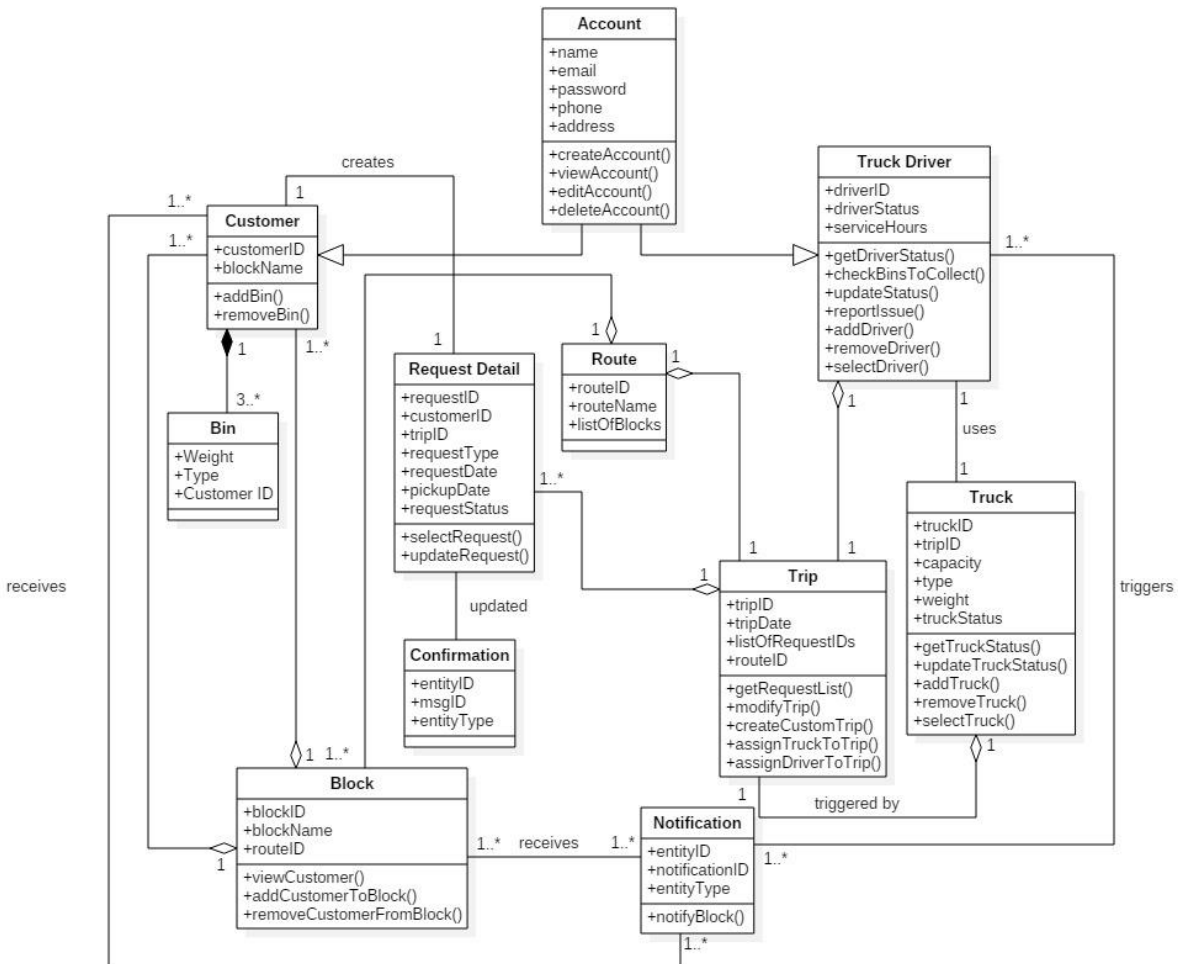 Account
+name
+email
+password
+phone
+address
+createAccount()
+viewAccount()
+editAccount()
+deleteAccount()
creates
1
1..*
Customer
+customerID
+blockName
+addBin()
+removeBin()
1..*
1
1..*
3..*
Bin
+Weight
+Type
+Customer ID
Truck Driver
+driverID
+driverStatus
+serviceHours
+getDriverStatus()
+checkBinsToCollect()
+updateStatus()
+reportIssue()
+addDriver()
+removeDriver()
+selectDriver()
1..*
1
Request Detail
+requestID
+customerID
+tripID
+requestType
+requestDate
+pickupDate
+requestStatus
+selectRequest()
+updateRequest()
1..*
1
Route
+routeID
+routeName
+listOfBlocks
1
1
1
uses
1
Truck
+truckID
+tripID
+capacity
+type
+weight
+truckStatus
+getTruckStatus()
+updateTruckStatus()
+addTruck()
+removeTruck()
+selectTruck()
1
receives
updated
Confirmation
+entityID
+msgID
+entityType
1
1
1
Trip
+tripID
+tripDate
+listOfRequestIDs
+routeID
+getRequestList()
+modifyTrip()
+createCustomTrip()
+assignTruckToTrip()
+assignDriverToTrip()
1
triggered by
triggers
1
1..*
Block
+blockID
+blockName
+routeID
+viewCustomer()
+addCustomerToBlock()
+removeCustomerFromBlock()
1
1..*
receives
1..*
Notification
+entityID
+notificationID
+entityType
+notifyBlock()
1..*
1..*